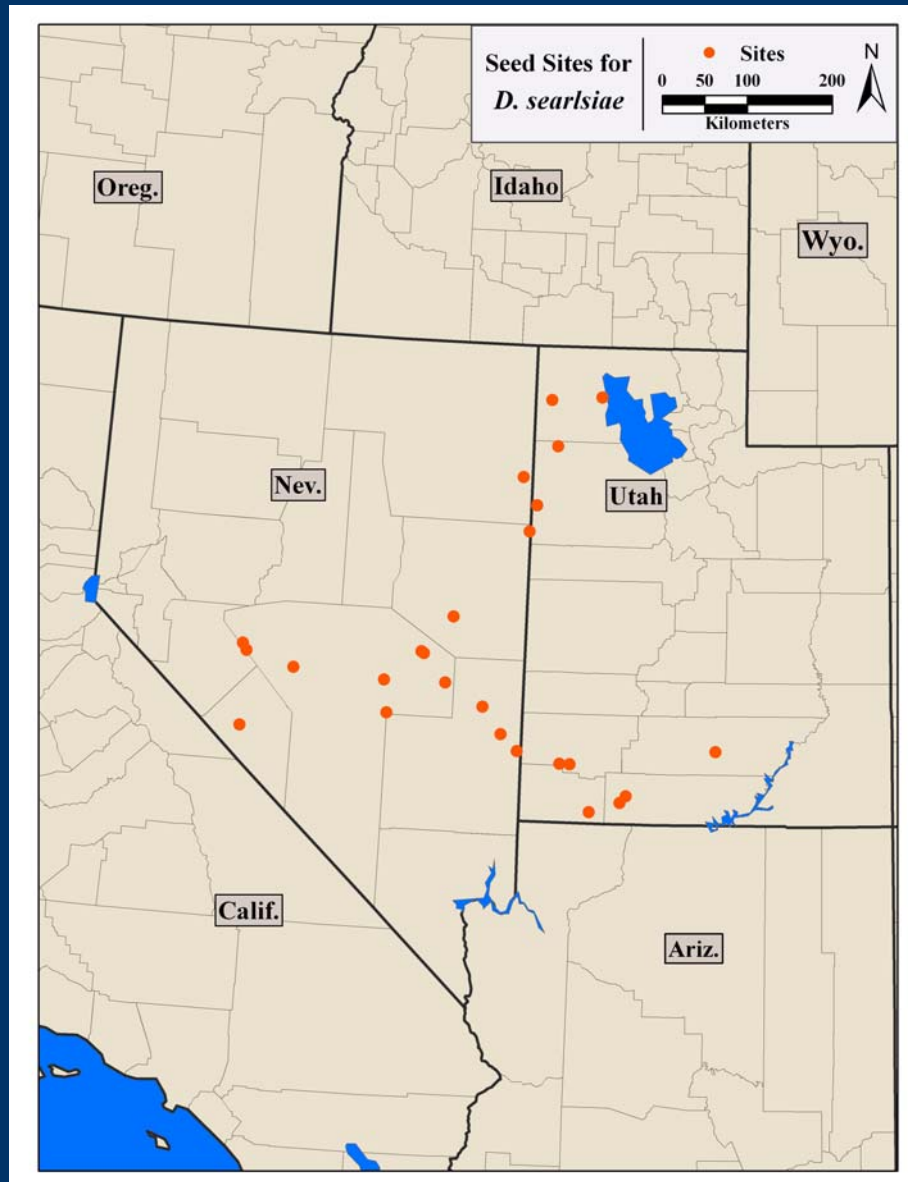 Seed Sites for
D. searlsiae
Sites
0 50 100 200
Kilometers
N
Oreg.
Idaho
Wyo.
Nev.
Utah
Calif.
Ariz.